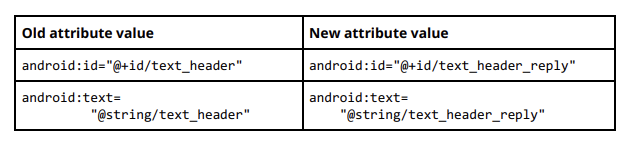 Old attribute value
New attribute value
android:id="@+id/text_header"
android:id="@+id/text_header_reply"
android:text=
"@string/text_header"
android:text=
"@string/text_header_reply"